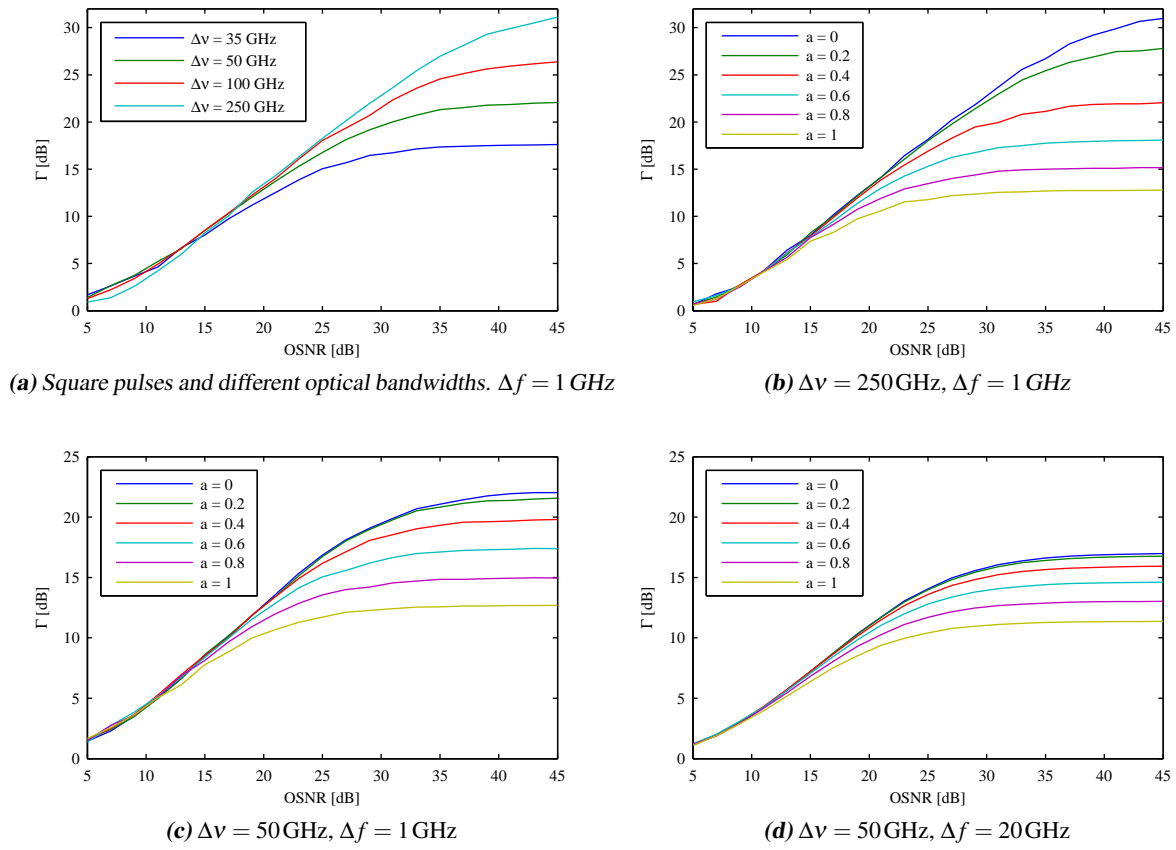 30
25
20
15
10
5
0
Γ [dB]
Δν = 35 GHz
Δν = 50 GHz
Δν = 100 GHz
Δν = 250 GHz
5 10 15 20 25 30 35 40 45
OSNR [dB]
(a) Square pulses and different optical bandwidths. Δf = 1 GHz
30
25
20
15
10
5
0
Γ [dB]
a = 0
a = 0.2
a = 0.4
a = 0.6
a = 0.8
a = 1
5 10 15 20 25 30 35 40 45
OSNR [dB]
(b) Δν = 250 GHz, Δf = 1 GHz
25
20
15
10
5
0
Γ [dB]
a = 0
a = 0.2
a = 0.4
a = 0.6
a = 0.8
a = 1
5 10 15 20 25 30 35 40 45
OSNR [dB]
(c) Δν = 50 GHz, Δf = 1 GHz
25
20
15
10
5
0
Γ [dB]
a = 0
a = 0.2
a = 0.4
a = 0.6
a = 0.8
a = 1
5 10 15 20 25 30 35 40 45
OSNR [dB]
(d) Δν = 50 GHz, Δf = 20 GHz